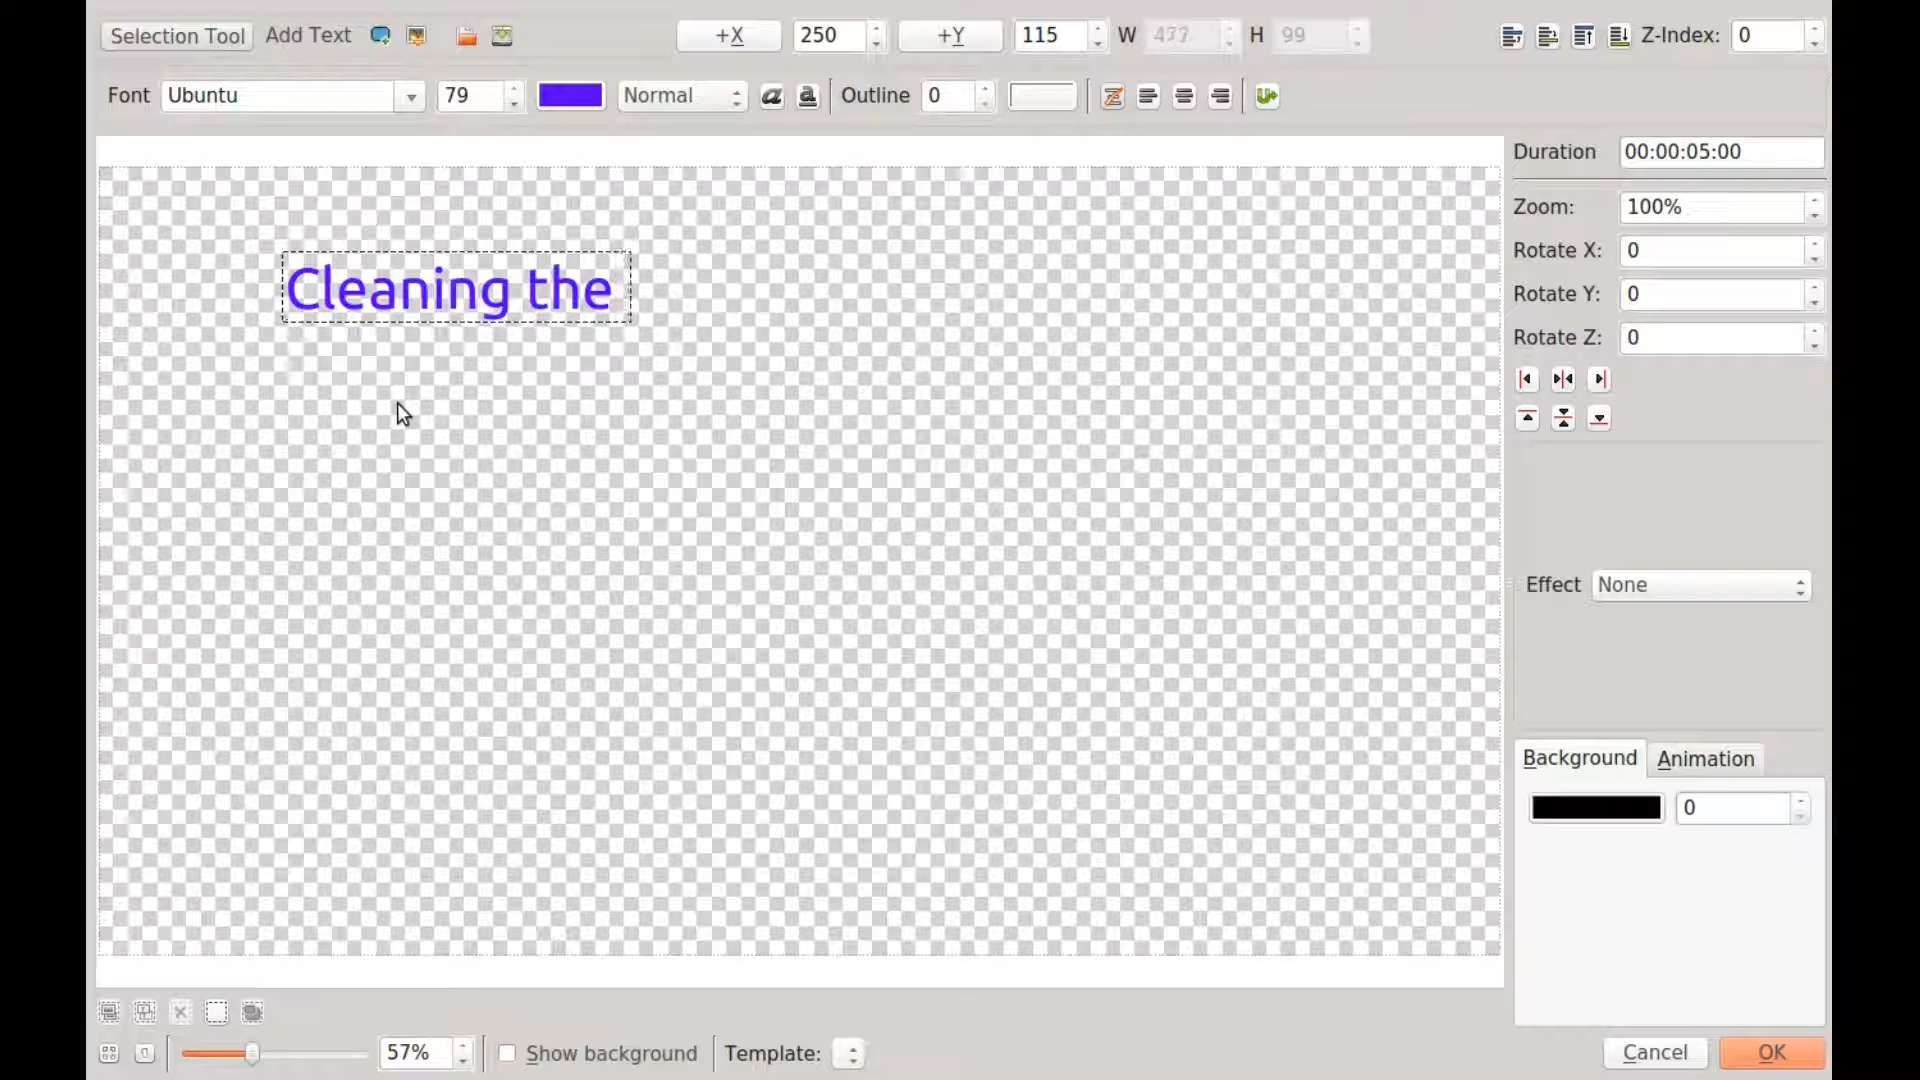 Selection Tool Add Text +X 250 +Y 115 W 477 H 99 Z-Index: 0
Font Ubuntu 79 Normal a a Outline 0
Duration 00:00:05:00
Zoom: 100%
Rotate X: 0
Rotate Y: 0
Rotate Z: 0
Cleaning the
Effect None
Background Animation
0
57% Show background Template: Cancel OK